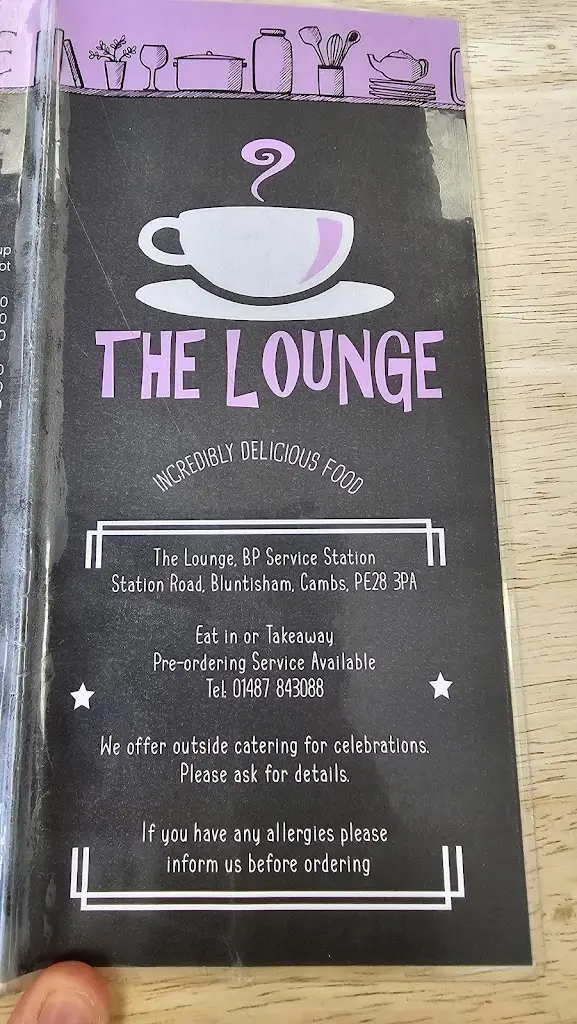 THE LOUNGE
INCREDIBLY DELICIOUS FOOD
The Lounge, BP Service Station
Station Road, Bluntisham, Cambs, PE28 3PA
Eat in or Takeaway
Pre-ordering Service Available
Tel: 01487 843088
We offer outside catering for celebrations.
Please ask for details.
If you have any allergies please
inform us before ordering